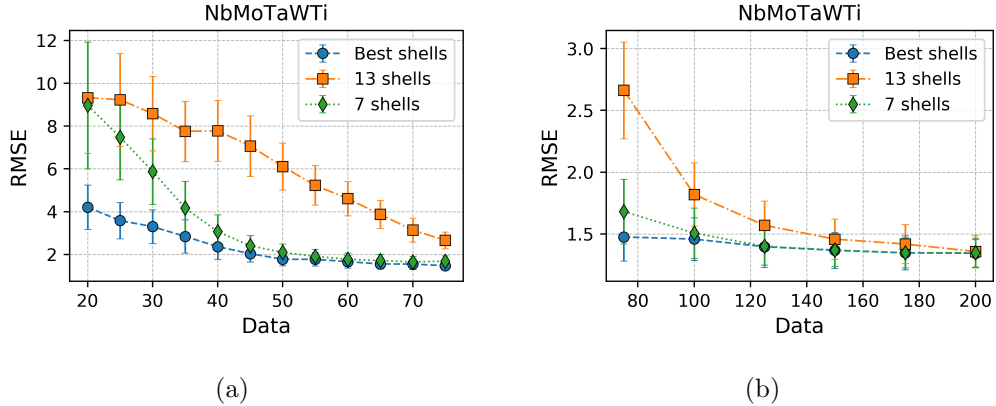 NbMoTaWTi
Best shells
13 shells
7 shells
12
10
8
6
4
2
RMSE
20 30 40 50 60 70
Data
(a)
NbMoTaWTi
Best shells
13 shells
7 shells
3.0
2.5
2.0
1.5
RMSE
80 100 120 140 160 180 200
Data
(b)